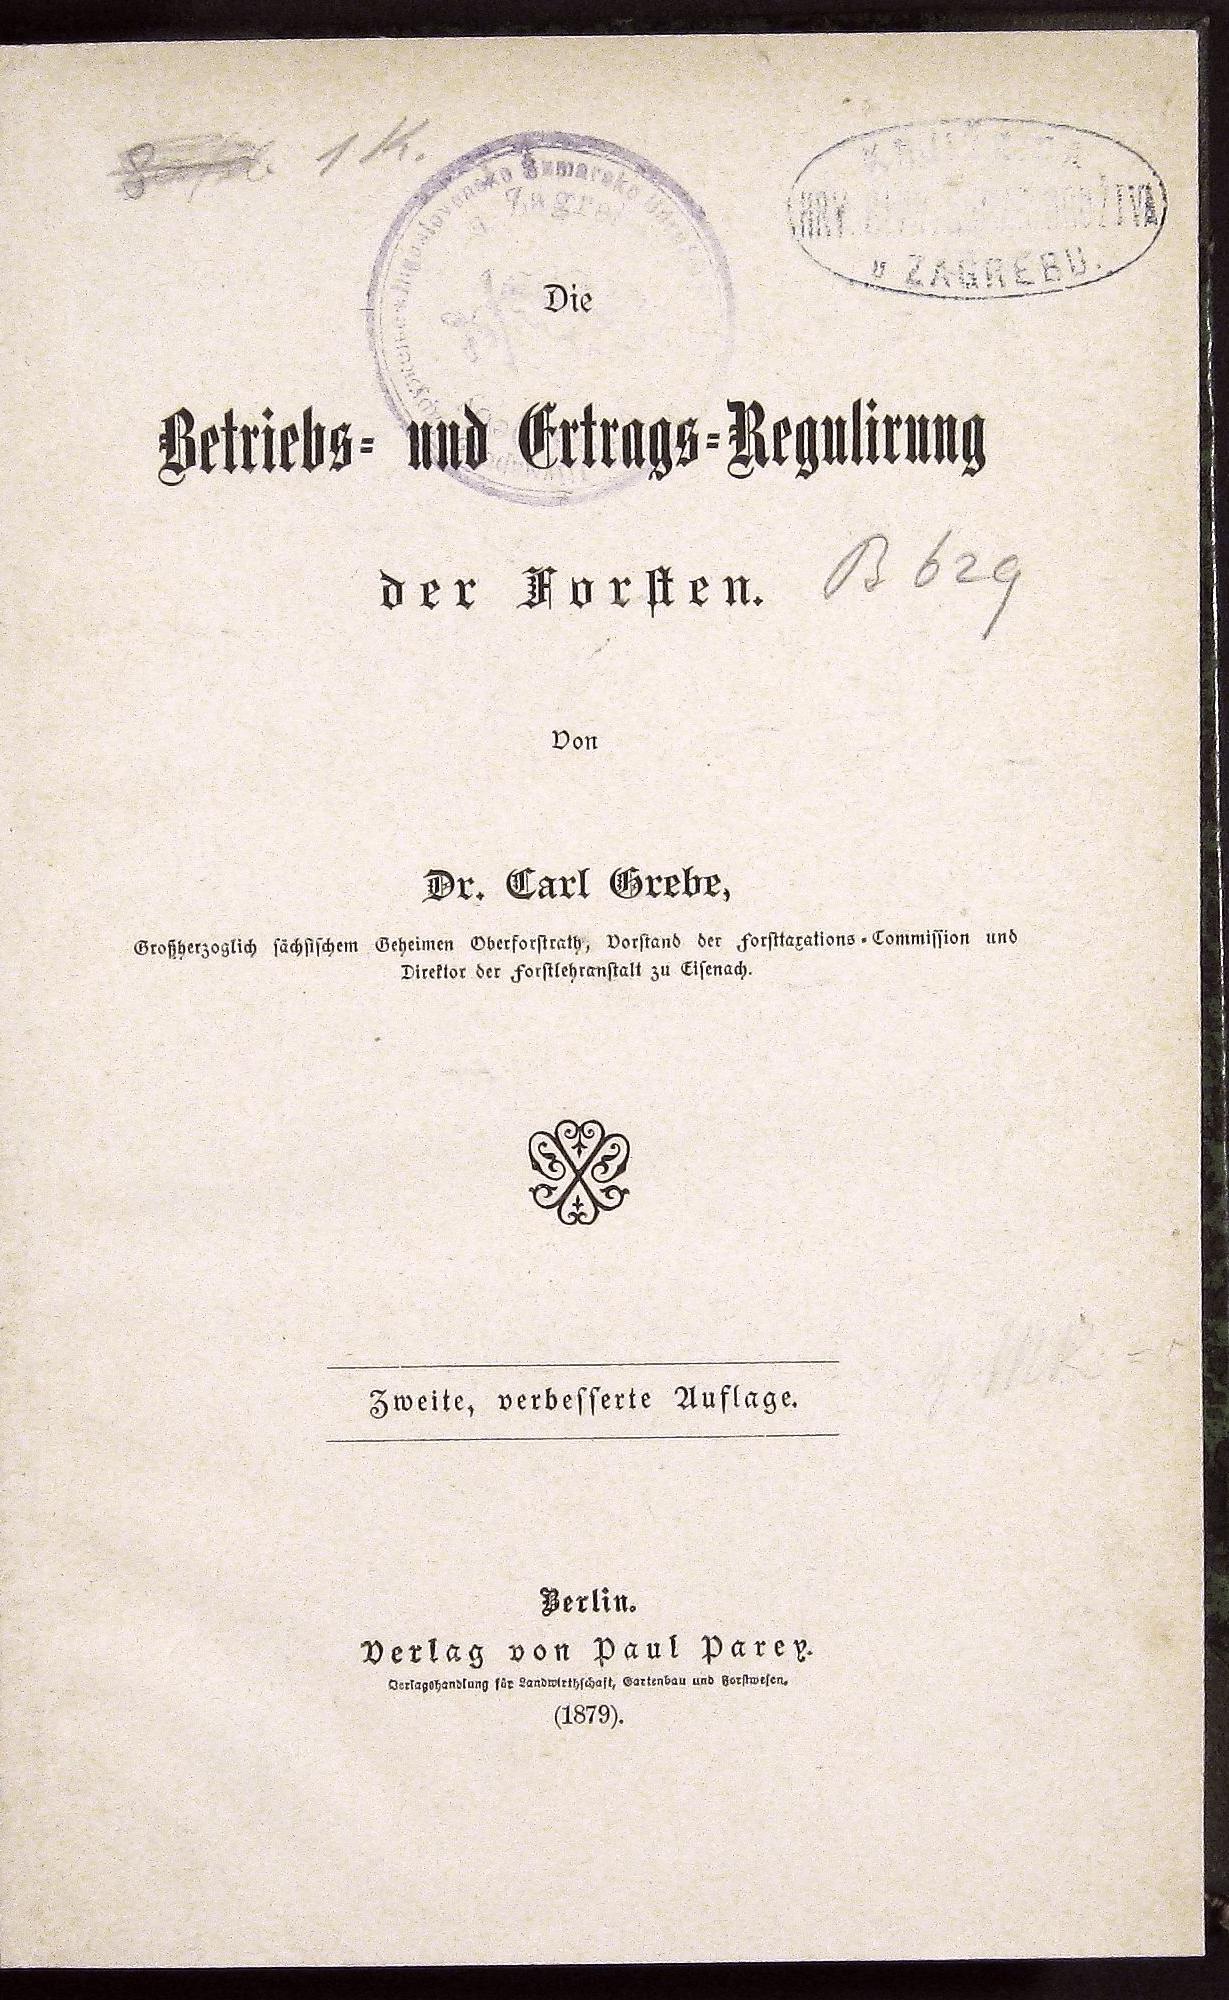 1 K.
Šumarsko
Zagreb
u ZAGREBU.
Die
Betriebs- und Ertrags-Regulirung
der Forsten.
B 629
Von
Dr. Carl Grebe,
Großherzoglich sächsischem Geheimen Oberforstrath, Vorstand der Forsttaxations-Commission und
Direktor der Forstlehranstalt zu Eisenach.
Zweite, verbesserte Auflage.
Berlin.
Verlag von Paul Parey.
Verlagshandlung für Landwirthschaft, Gartenbau und Forstwesen.
(1879).